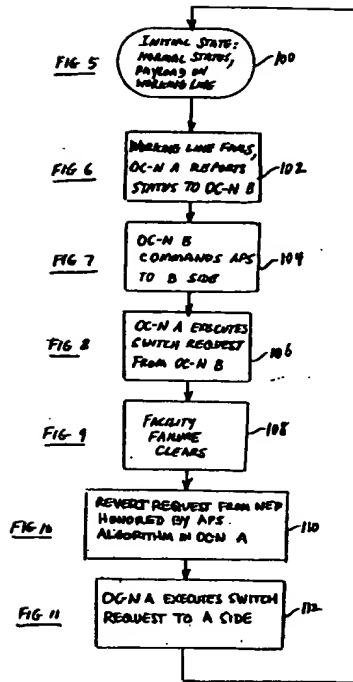 INITIAL STATE:
NORMAL STATUS,
PAYLOAD ON
WORKING LINE
FIG 5
100
WORKING LINE FAILS,
OC-N A REPORTS
STATUS TO OC-N B
FIG 6
102
OC-N B
COMMANDS APS
TO B SIDE
FIG 7
104
OC-N A EXECUTES
SWITCH REQUEST
FROM OC-N B
FIG 8
106
FACILITY
FAILURE
CLEARS
FIG 9
108
REVERT REQUEST FROM NEP
HONORED BY APS
ALGORITHM IN OCN A
FIG 10
110
OCN A EXECUTES SWITCH
REQUEST TO A SIDE
FIG 11
112